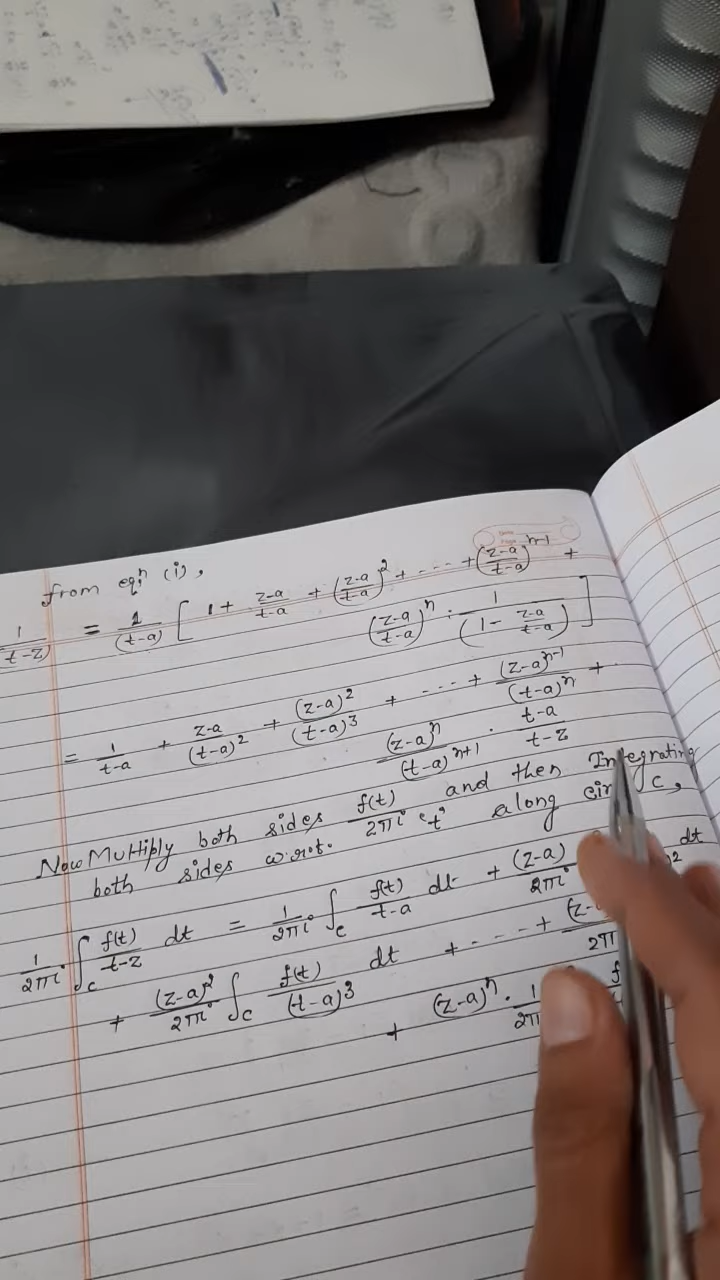 from eqⁿ (i),
1/(t-z) = 1/(t-a) [ 1 + (z-a)/(t-a) + ((z-a)/(t-a))² + ---- + ((z-a)/(t-a))ⁿ⁻¹ +
((z-a)/(t-a))ⁿ · 1/(1 - (z-a)/(t-a)) ]
= 1/(t-a) + (z-a)/(t-a)² + (z-a)²/(t-a)³ + ---- + (z-a)ⁿ⁻¹/(t-a)ⁿ +
(z-a)ⁿ/(t-a)ⁿ⁺¹ · (t-a)/(t-z)
Now Multiply both sides f(t)/2πi and then Integrating
both sides w.r.t. 't' along C,
1/2πi ∫c f(t)/(t-z) dt = 1/2πi ∫c f(t)/(t-a) dt + (z-a)/2πi dt
+ (z-a)²/2πi ∫c f(t)/(t-a)³ dt + ---- +
+ (z-a)ⁿ ·